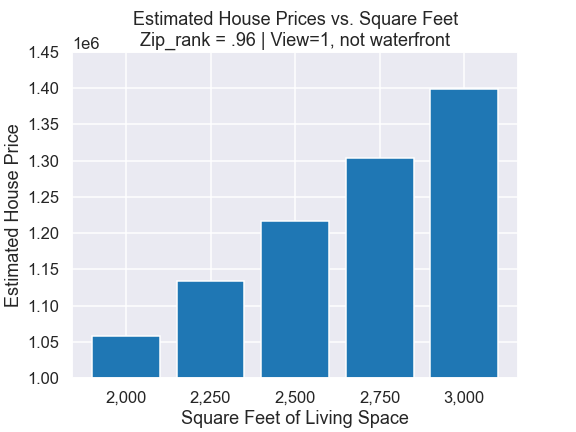 Estimated House Prices vs. Square Feet
Zip_rank = .96 | View=1, not waterfront
1e6
1.45
1.40
1.35
1.30
1.25
1.20
1.15
1.10
1.05
1.00
Estimated House Price
2,000 2,250 2,500 2,750 3,000
Square Feet of Living Space